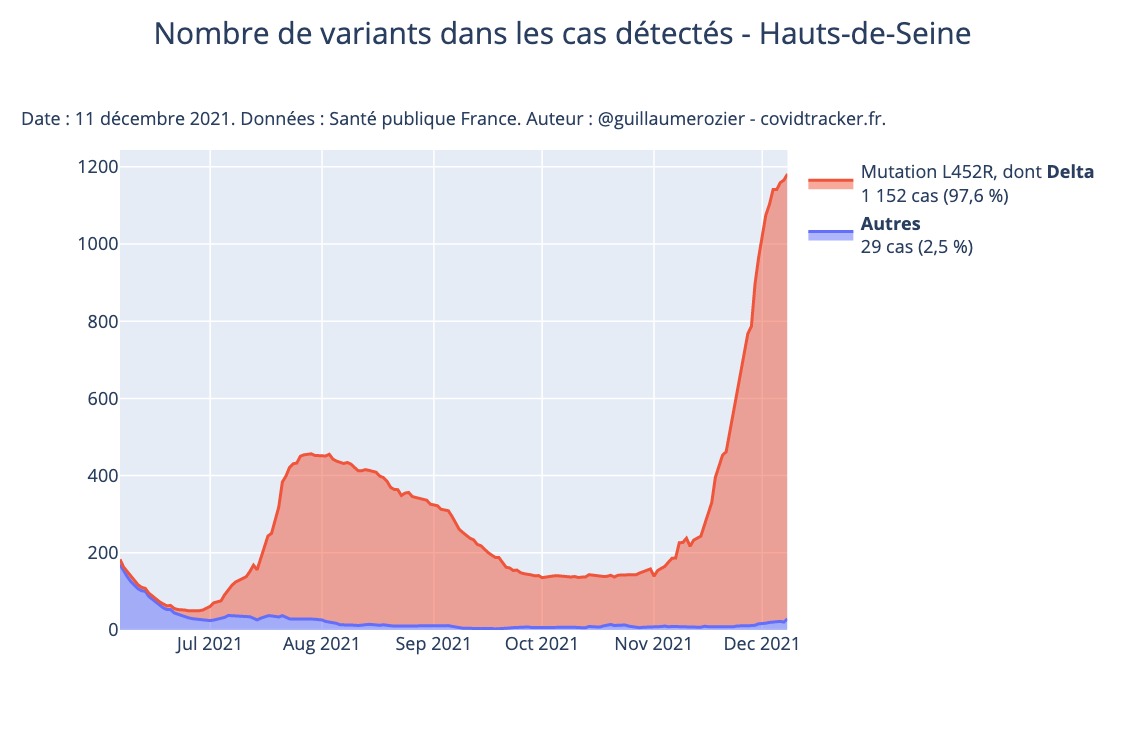 Nombre de variants dans les cas détectés - Hauts-de-Seine
Date : 11 décembre 2021. Données : Santé publique France. Auteur : @guillaumerozier - covidtracker.fr.
1200
1000
800
600
400
200
0
Jul 2021 Aug 2021 Sep 2021 Oct 2021 Nov 2021 Dec 2021
Mutation L452R, dont Delta
1 152 cas (97,6 %)
Autres
29 cas (2,5 %)